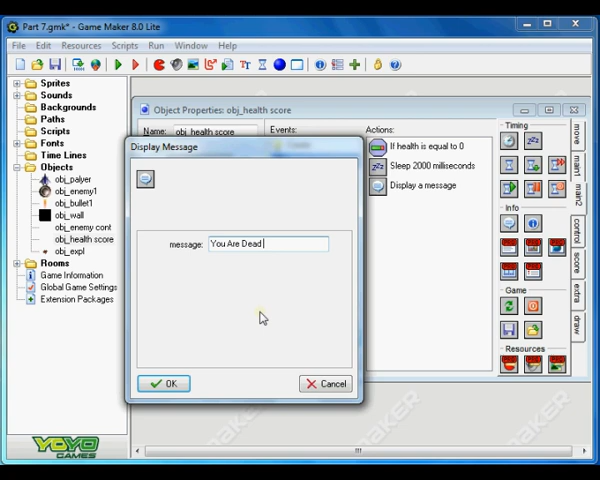 Part 7.gmk* - Game Maker 8.0 Lite
File Edit Resources Scripts Run Window Help
Sprites
Sounds
Backgrounds
Paths
Scripts
Fonts
Time Lines
Objects
obj_palyer
obj_enemy1
obj_bullet1
obj_wall
obj_enemy cont
obj_health score
obj_expl
Rooms
Game Information
Global Game Settings
Extension Packages
YOYO
GAMES
Object Properties: obj_health score
Name: obj_health score
Events:
Actions:
If health is equal to 0
Sleep 2000 milliseconds
Display a message
Timing
Info
Game
Resources
move
main1
main2
control
score
extra
draw
Display Message
message: You Are Dead
OK
Cancel